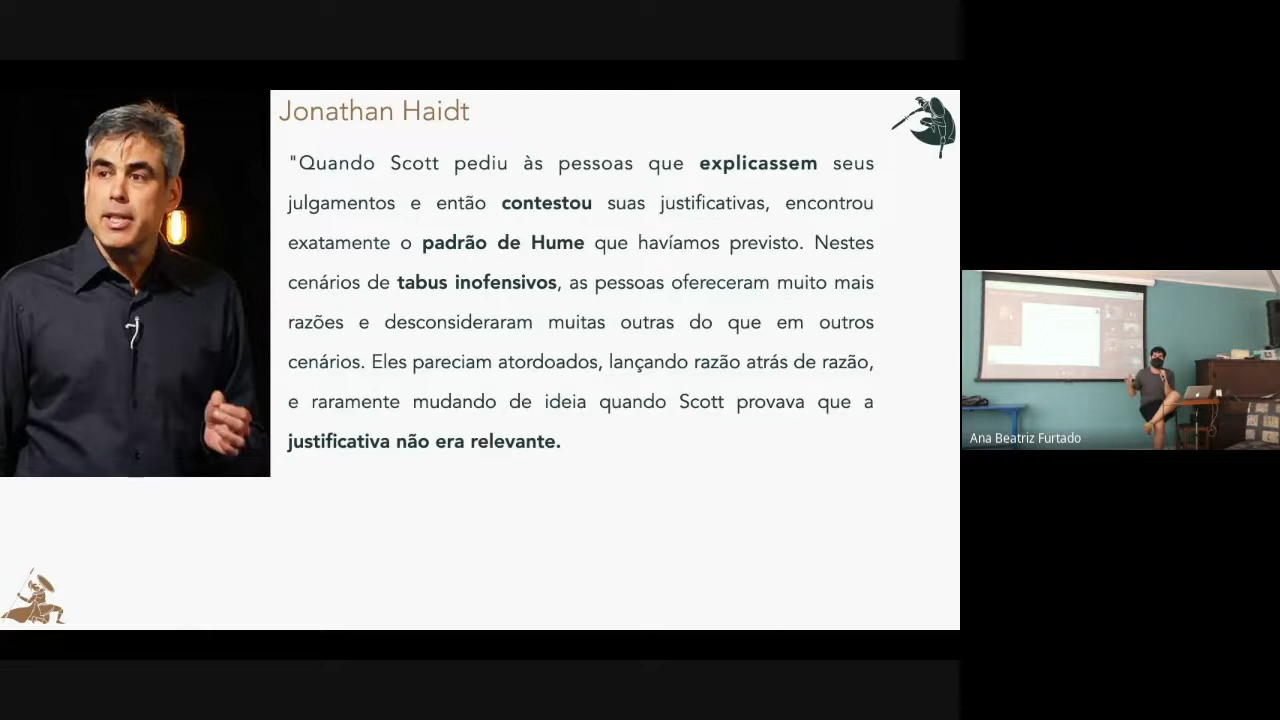 Jonathan Haidt
"Quando Scott pediu às pessoas que explicassem seus
julgamentos e então contestou suas justificativas, encontrou
exatamente o padrão de Hume que havíamos previsto. Nestes
cenários de tabus inofensivos, as pessoas ofereceram muito mais
razões e desconsideraram muitas outras do que em outros
cenários. Eles pareciam atordoados, lançando razão atrás de razão,
e raramente mudando de ideia quando Scott provava que a
justificativa não era relevante.
Ana Beatriz Furtado